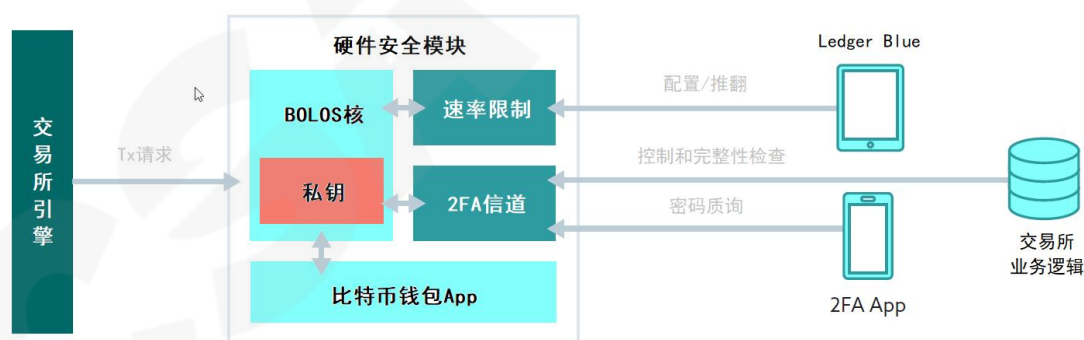 交易所引擎
Tx请求
硬件安全模块
BOLOS核
私钥
速率限制
2FA信道
比特币钱包App
配置/推翻
控制和完整性检查
密码质询
Ledger Blue
2FA App
交易所
业务逻辑